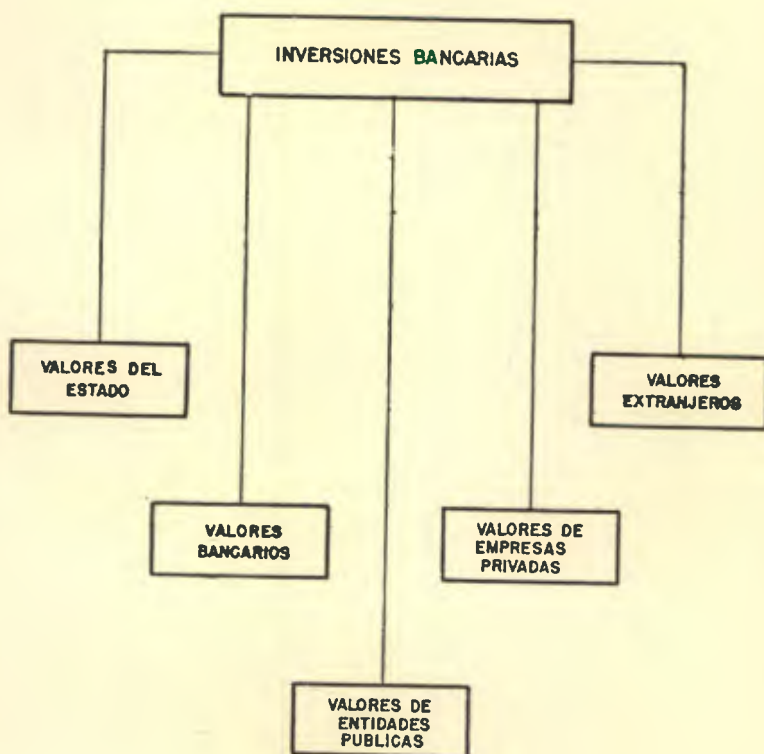 INVERSIONES BANCARIAS
VALORES DEL
ESTADO
VALORES
EXTRANJEROS
VALORES
BANCARIOS
VALORES DE
EMPRESAS
PRIVADAS
VALORES DE
ENTIDADES
PUBLICAS